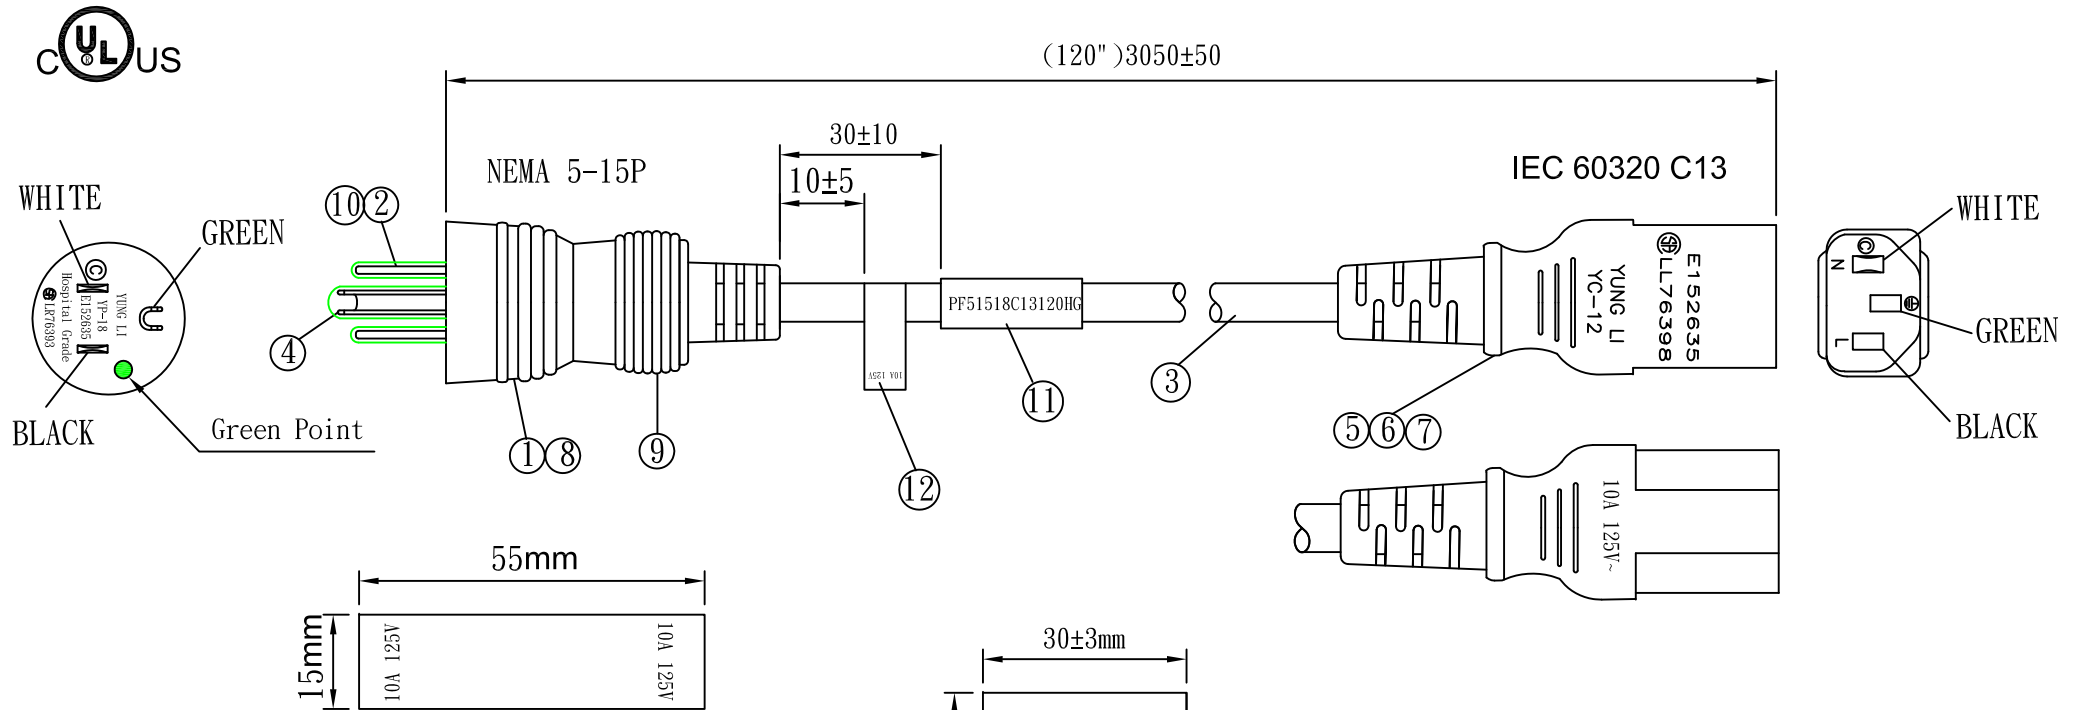 C UL ® US
(120")3050±50
30±10
NEMA 5-15P
10±5
IEC 60320 C13
WHITE
GREEN
10 2
WHITE
C
YUNG LI
YP-18
E152635
Hospital Grade
LR76393
4
BLACK
Green Point
1 8
9
PF51518C13120HG
10A 125V
11
12
3
E152635
LL76398
YUNG LI
YC-12
5 6 7
C
N
L
GREEN
BLACK
10A 125V~
55mm
15mm
10A 125V
10A 125V
30±3mm